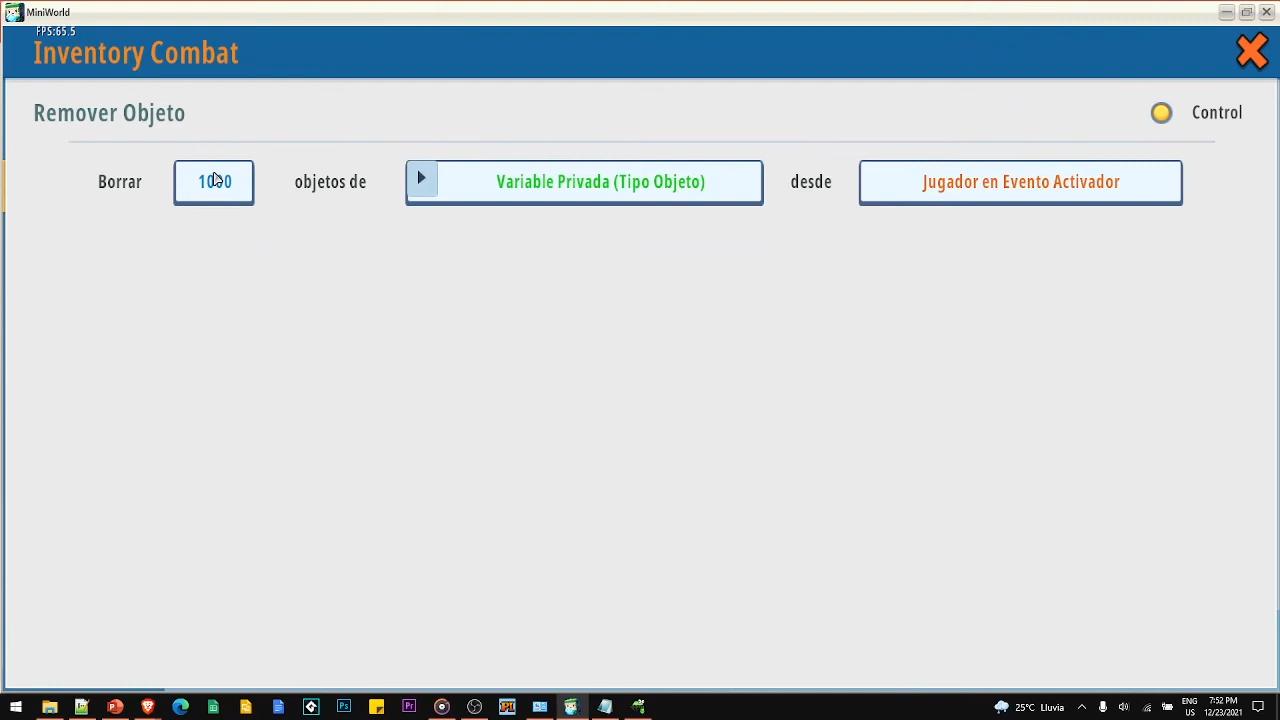 MiniWorld
FPS:65.5
Inventory Combat
Remover Objeto
Control
Borrar 1000 objetos de Variable Privada (Tipo Objeto) desde Jugador en Evento Activador
25°C Lluvia
ENG
US
7:52 PM
12/23/2021